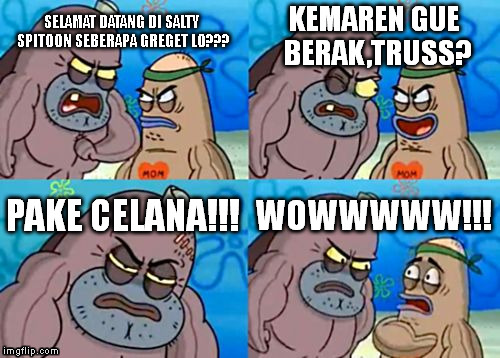 SELAMAT DATANG DI SALTY
SPITOON SEBERAPA GREGET LO???
KEMAREN GUE
BERAK,TRUSS?
MOM
MOM
PAKE CELANA!!!
WOWWWWW!!!
imgflip.com